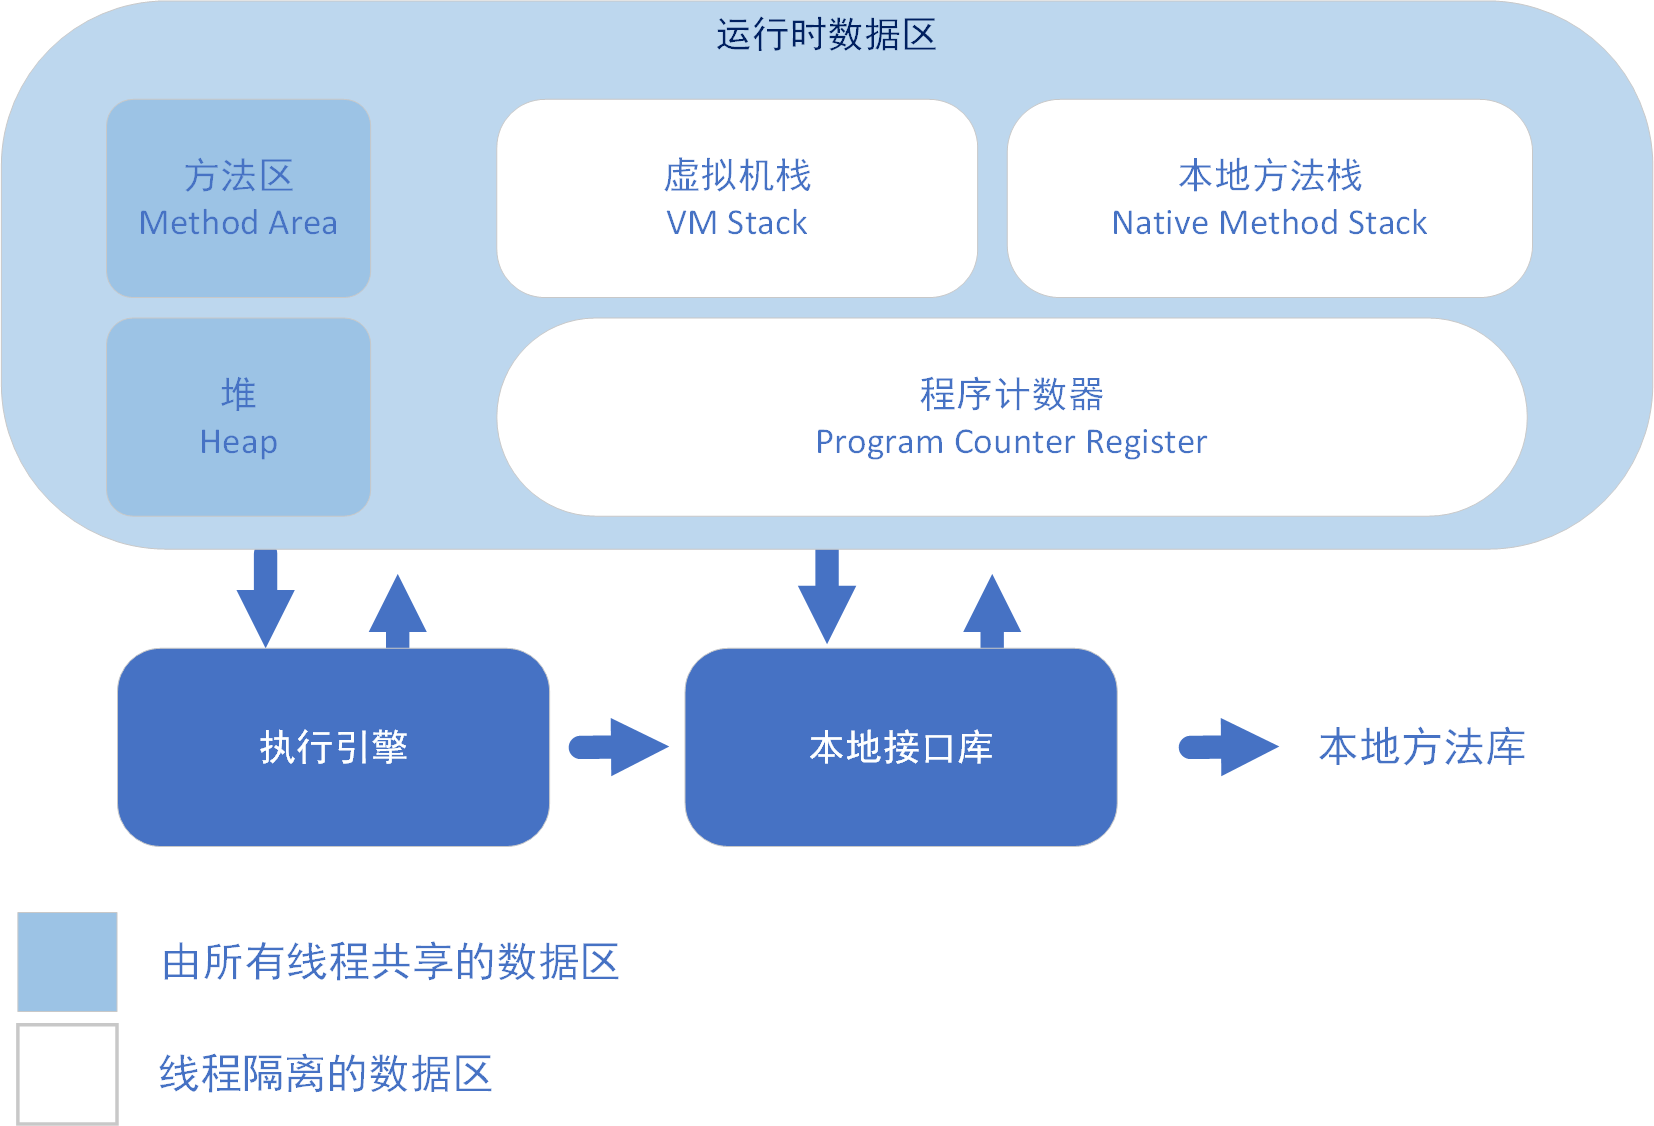 运行时数据区
方法区
Method Area
虚拟机栈
VM Stack
本地方法栈
Native Method Stack
堆
Heap
程序计数器
Program Counter Register
执行引擎
本地接口库
本地方法库
由所有线程共享的数据区
线程隔离的数据区